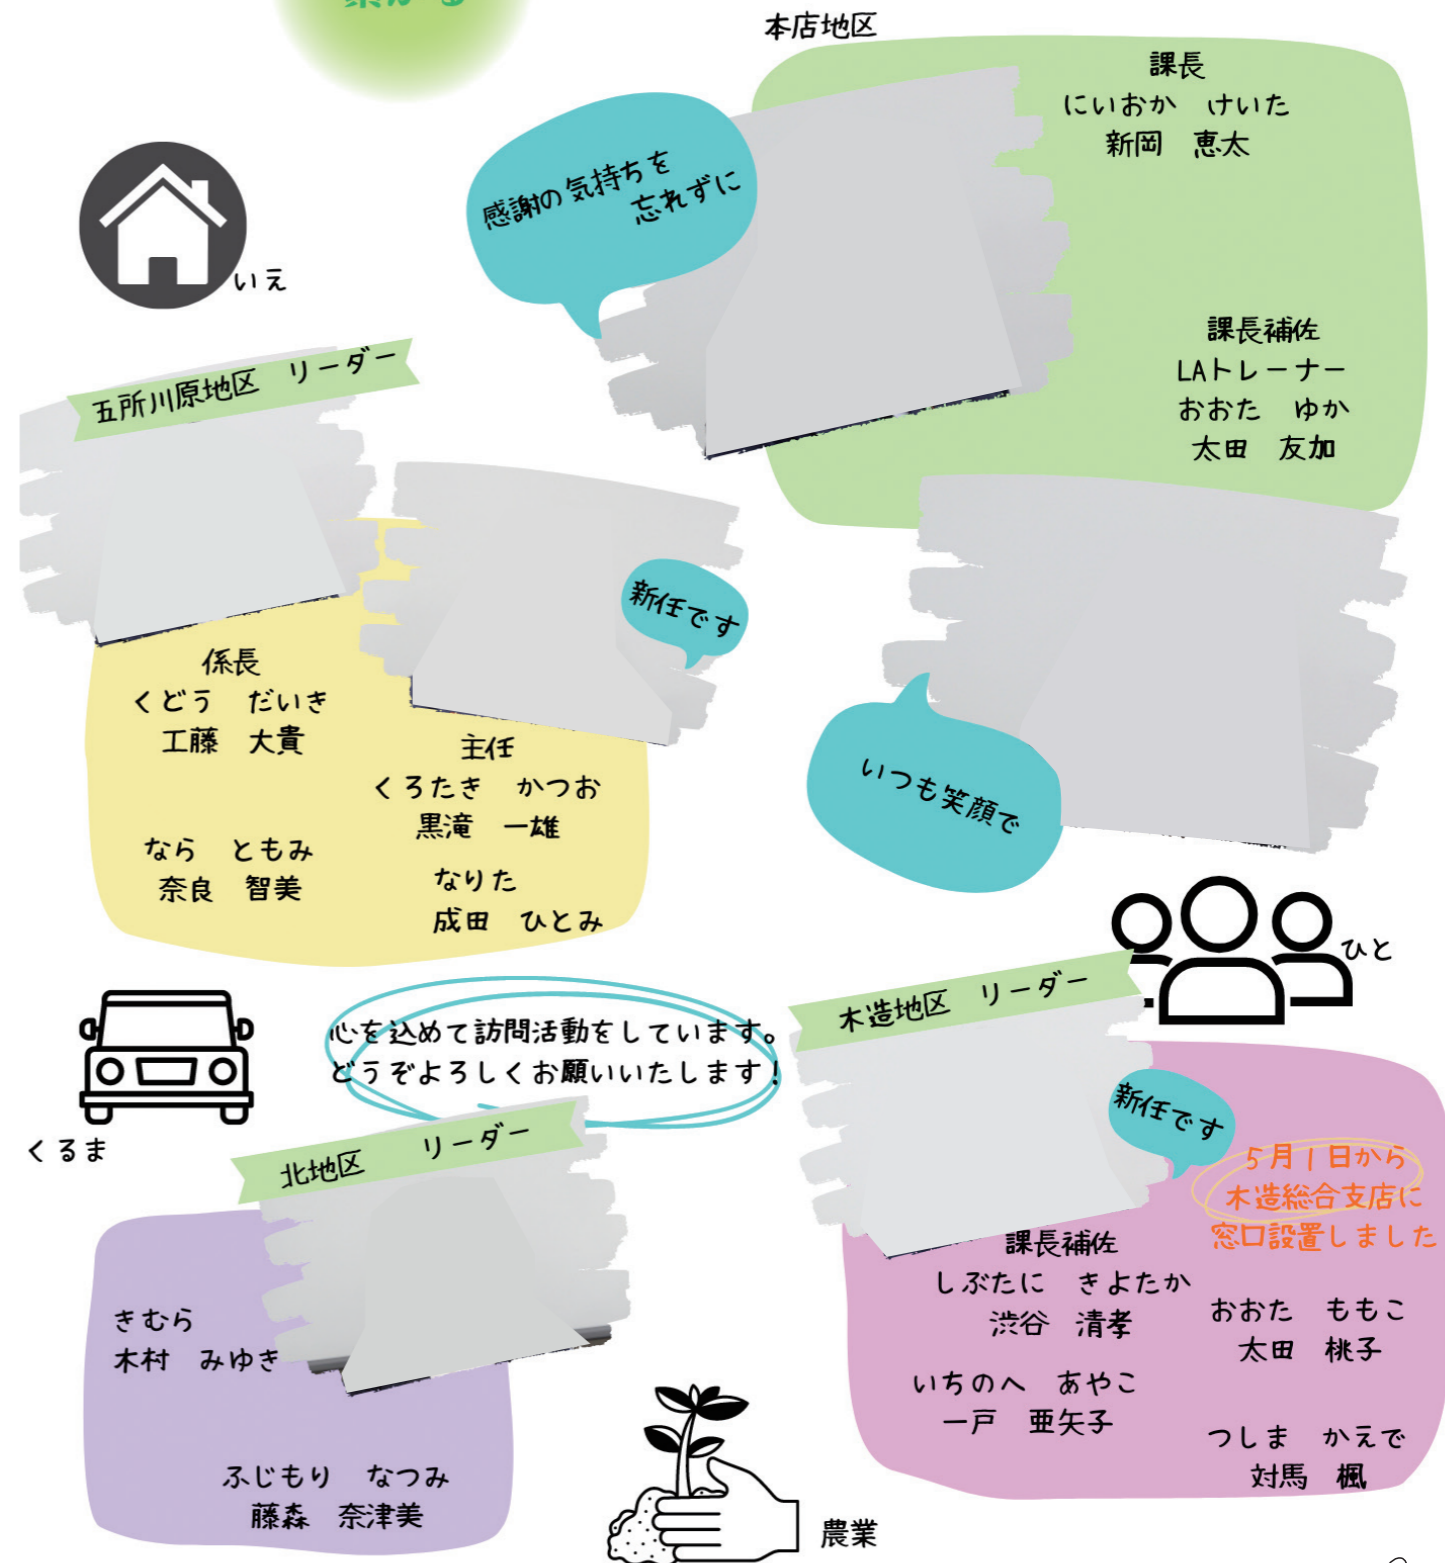 本店地区
課長
にいおか けいた
新岡 恵太
感謝の気持ちを
忘れずに
いえ
課長補佐
LAトレーナー
おおた ゆか
太田 友加
五所川原地区 リーダー
新任です
係長
くどう だいき
工藤 大貴
主任
くろたき かつお
黒滝 一雄
なら ともみ
奈良 智美
なりた
成田 ひとみ
いつも笑顔で
ひと
くるま
心を込めて訪問活動をしています。
どうぞよろしくお願いいたします!
木造地区 リーダー
新任です
5月1日から
木造総合支店に
窓口設置しました
課長補佐
しぶたに きよたか
渋谷 清孝
おおた ももこ
太田 桃子
いちのへ あやこ
一戸 亜矢子
つしま かえで
対馬 楓
北地区 リーダー
きむら
木村 みゆき
ふじもり なつみ
藤森 奈津美
農業